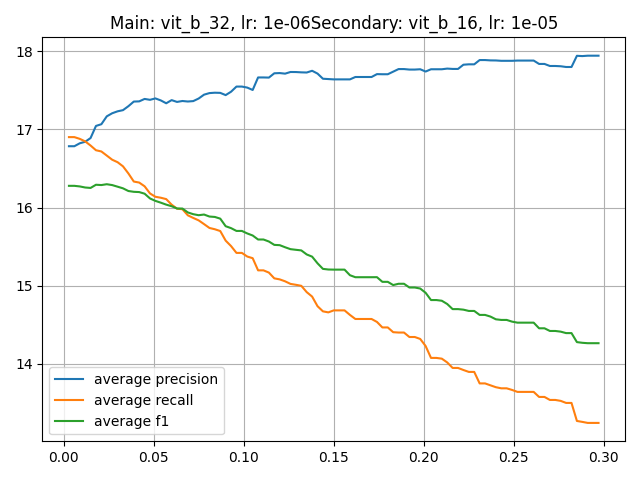 Main: vit_b_32, lr: 1e-06Secondary: vit_b_16, lr: 1e-05
18
17
16
15
14
average precision
average recall
average f1
0.00 0.05 0.10 0.15 0.20 0.25 0.30